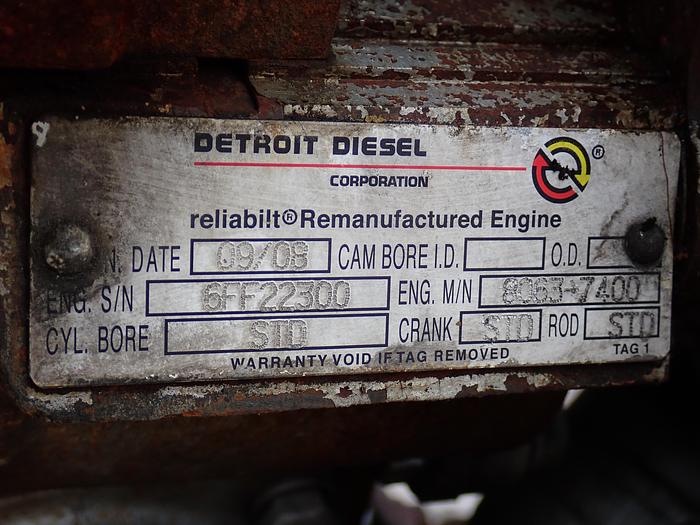 DETROIT DIESEL
CORPORATION
reliabi!t® Remanufactured Engine
N. DATE 09/08 CAM BORE I.D. O.D.
ENG. S/N 6FF22300 ENG. M/N 8063-7400
CYL. BORE STD CRANK STD ROD STD
WARRANTY VOID IF TAG REMOVED TAG 1